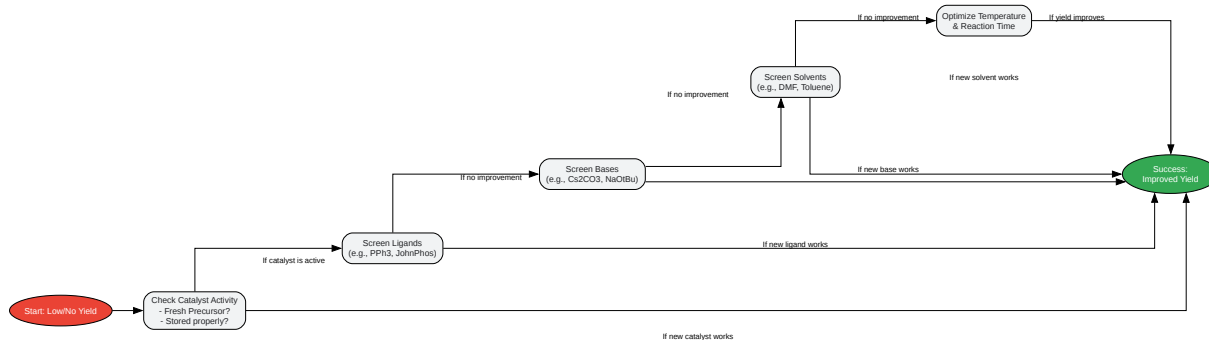 If no improvement
Optimize Temperature
& Reaction Time
If yield improves
Screen Solvents
(e.g., DMF, Toluene)
If new solvent works
If no improvement
Screen Bases
(e.g., Cs2CO3, NaOtBu)
If no improvement
If new base works
Success:
Improved Yield
Screen Ligands
(e.g., PPh3, JohnPhos)
If new ligand works
If catalyst is active
Start: Low/No Yield
Check Catalyst Activity
- Fresh Precursor?
- Stored properly?
If new catalyst works